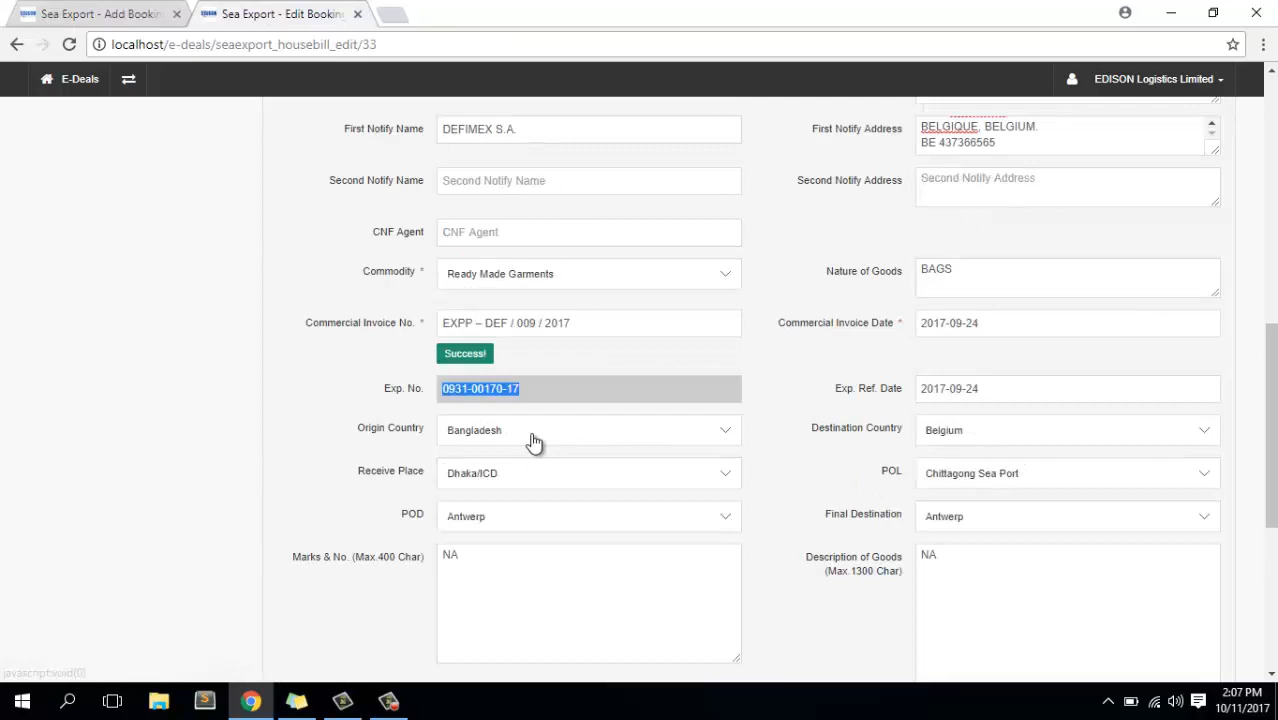 Sea Export - Add Bookin
Sea Export - Edit Booking
localhost/e-deals/seaexport_housebill_edit/33
E-Deals
EDISON Logistics Limited
First Notify Name
DEFIMEX S.A.
First Notify Address
BELGIQUE, BELGIUM.
BE 437366565
Second Notify Name
Second Notify Name
Second Notify Address
Second Notify Address
CNF Agent
CNF Agent
Commodity *
Ready Made Garments
Nature of Goods
BAGS
Commercial Invoice No. *
EXPP – DEF / 009 / 2017
Commercial Invoice Date *
2017-09-24
Success!
Exp. No.
0931-00170-17
Exp. Ref. Date
2017-09-24
Origin Country
Bangladesh
Destination Country
Belgium
Receive Place
Dhaka/ICD
POL
Chittagong Sea Port
POD
Antwerp
Final Destination
Antwerp
Marks & No. (Max.400 Char)
NA
Description of Goods
(Max.1300 Char)
NA
javascript:void(0)
2:07 PM
10/11/2017